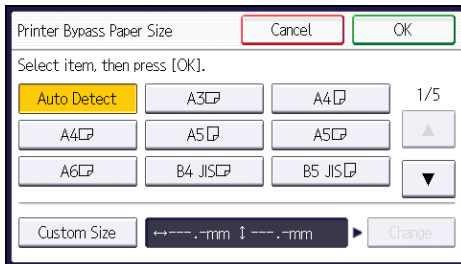 Printer Bypass Paper Size Cancel OK
Select item, then press [OK].
Auto Detect A3 A4 1/5
A4 A5 A5
A6 B4 JIS B5 JIS
▲
▼
Custom Size ↔---.-mm ↕---.-mm ► Change